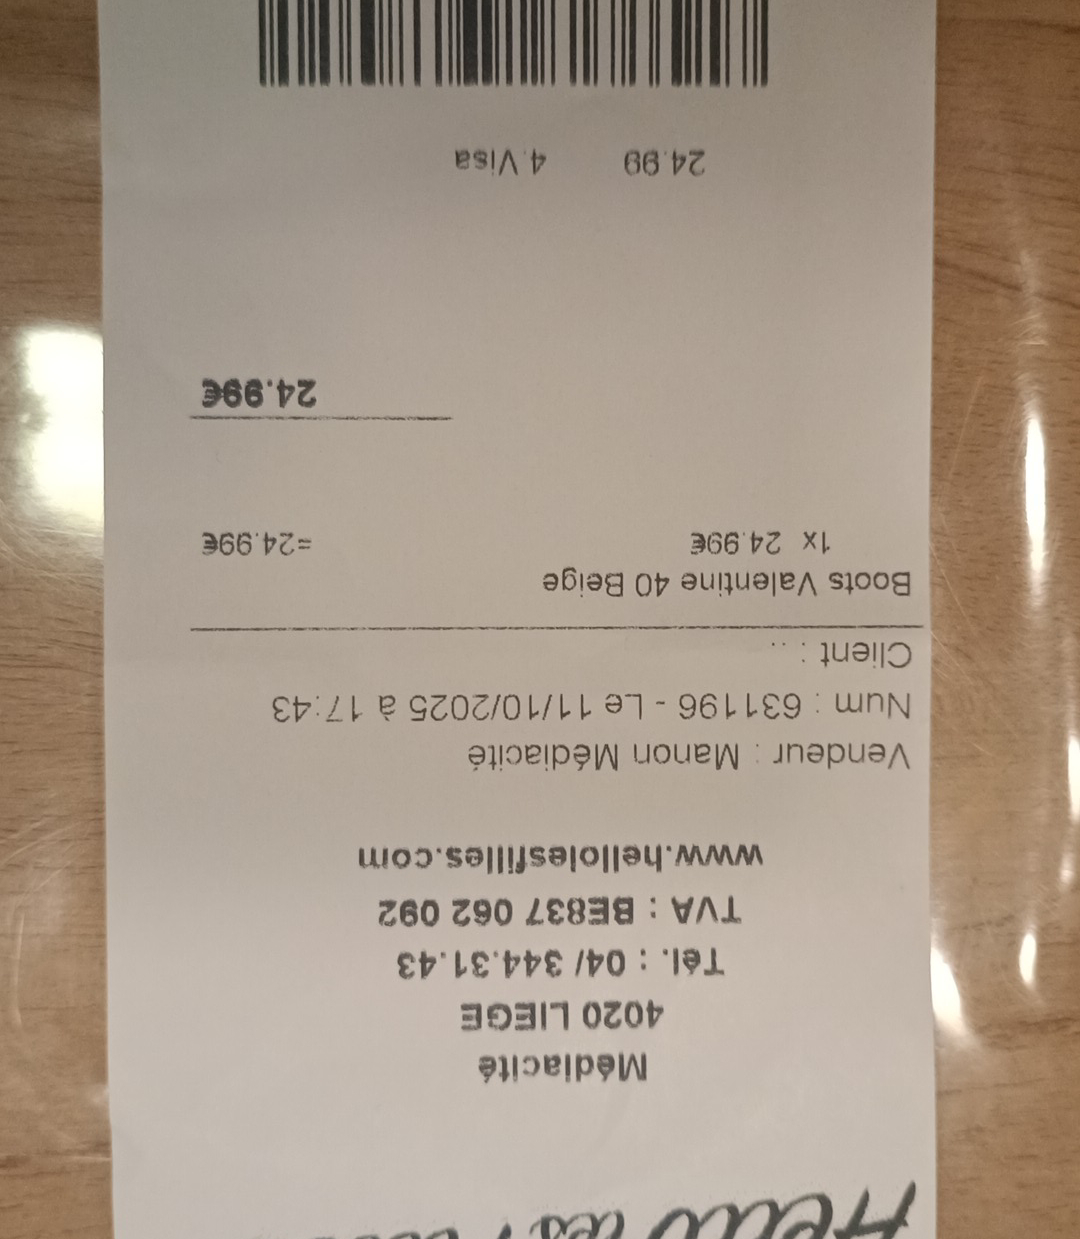 Hello les
Médiacité
4020 LIEGE
Tél. : 04/ 344.31.43
TVA : BE837 062 092
www.hellolesfilles.com
Vendeur : Manon Médiacité
Num : 631196 - Le 11/10/2025 à 17:43
Client : ..
Boots Valentine 40 Beige
1x 24.99€ =24.99€
24.99€
24.99 4.Visa